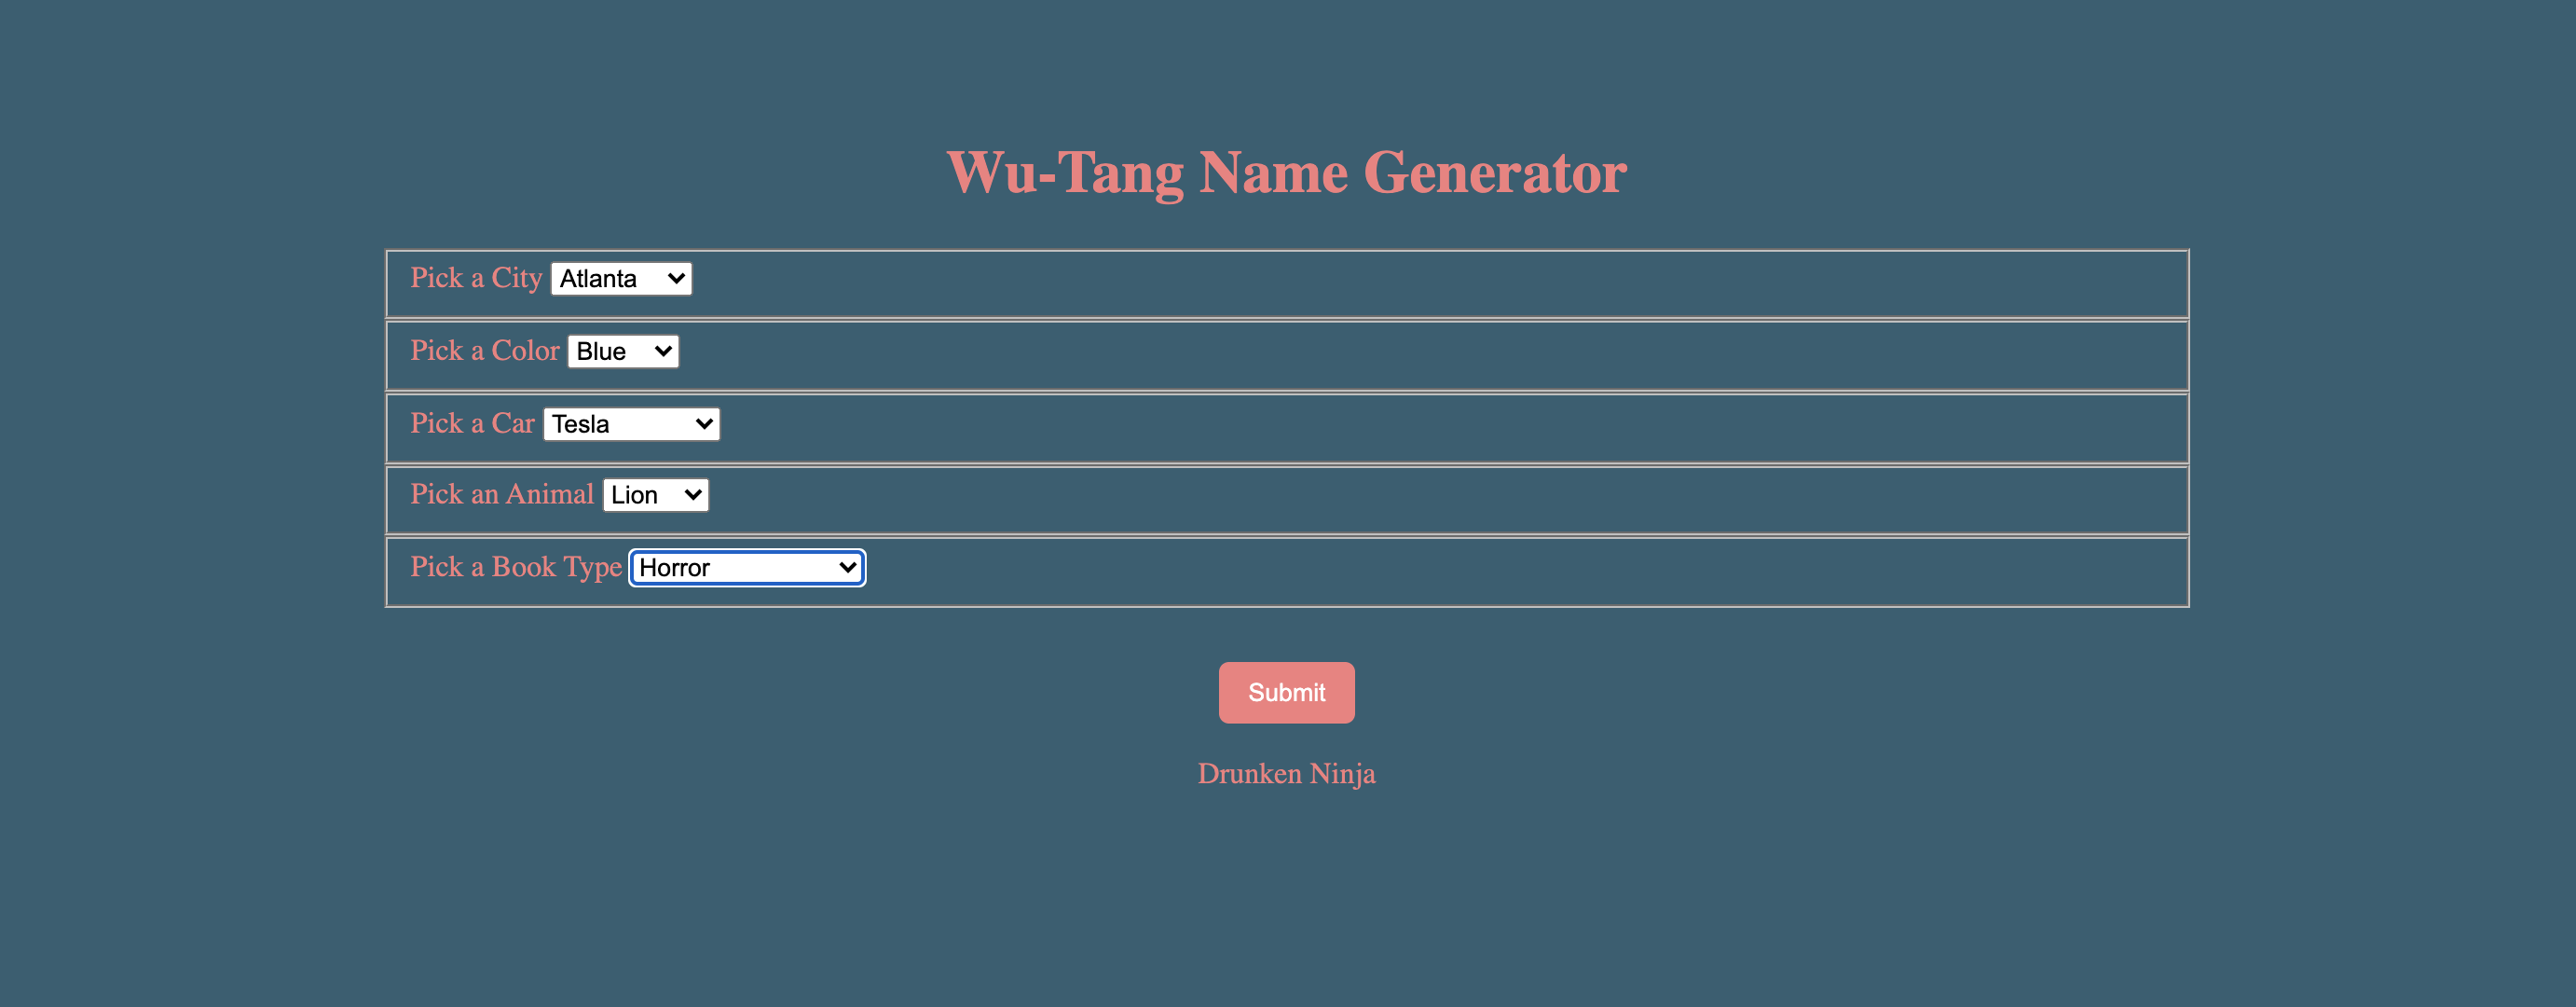 Wu-Tang Name Generator
Pick a City Atlanta
Pick a Color Blue
Pick a Car Tesla
Pick an Animal Lion
Pick a Book Type Horror
Submit
Drunken Ninja